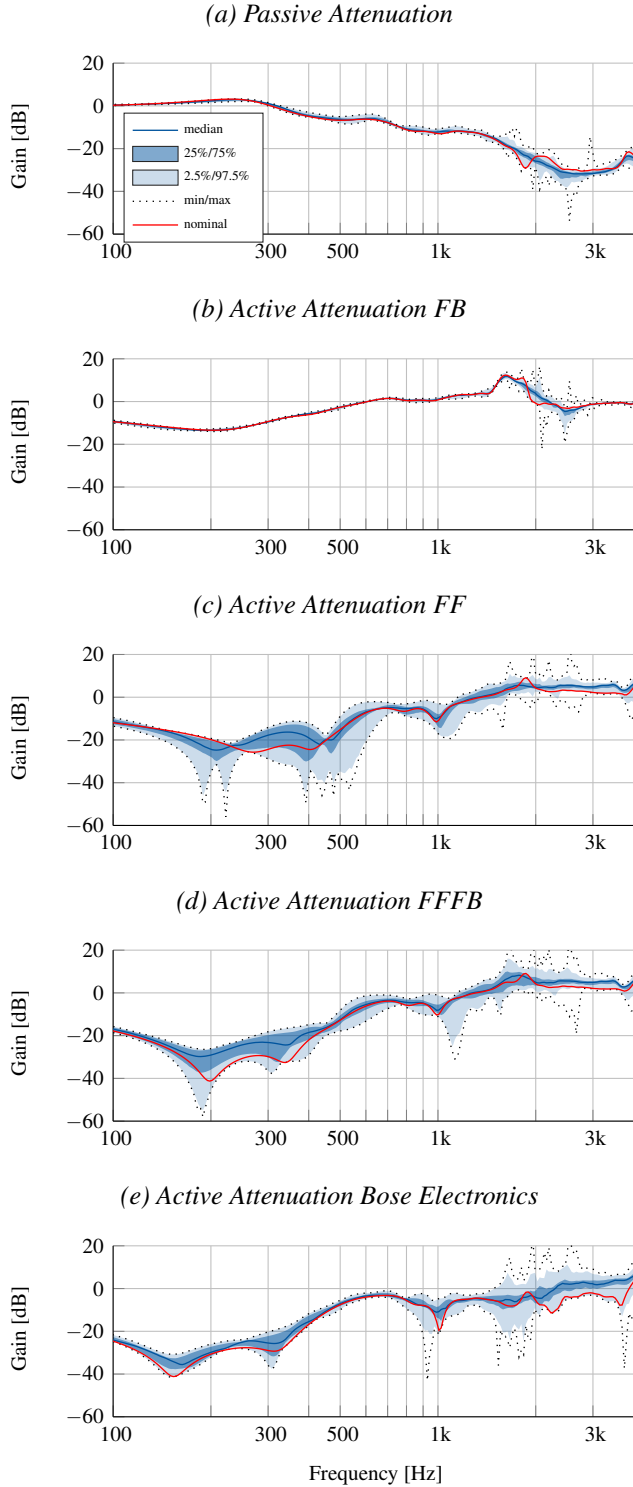 (a) Passive Attenuation
20
0
−20
−40
−60
Gain [dB]
median
25%/75%
2.5%/97.5%
min/max
nominal
100 300 500 1k 3k
(b) Active Attenuation FB
20
0
−20
−40
−60
Gain [dB]
100 300 500 1k 3k
(c) Active Attenuation FF
20
0
−20
−40
−60
Gain [dB]
100 300 500 1k 3k
(d) Active Attenuation FFFB
20
0
−20
−40
−60
Gain [dB]
100 300 500 1k 3k
(e) Active Attenuation Bose Electronics
20
0
−20
−40
−60
Gain [dB]
100 300 500 1k 3k
Frequency [Hz]